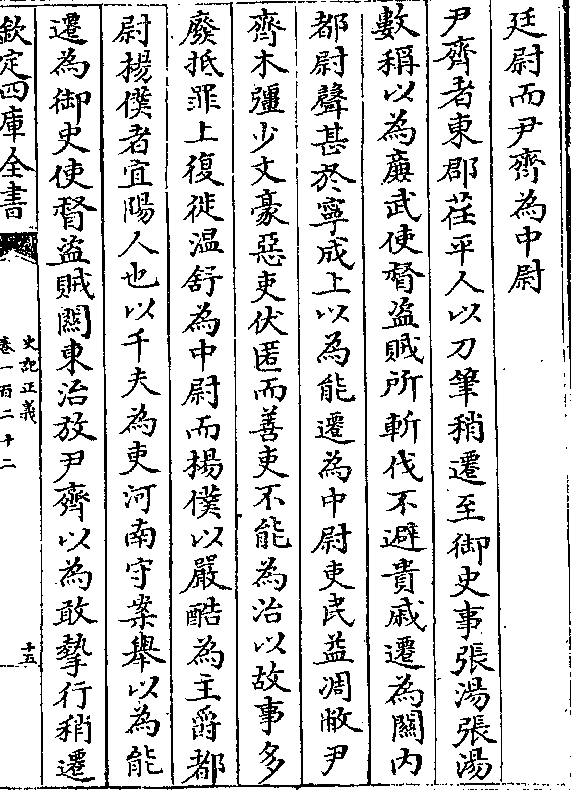 廷尉而尹齊為中尉
尹齊者東郡茌平人以刀筆稍遷至御史事張湯張湯
數稱以為廉武使督盜賊所斬伐不避貴戚遷為關內
都尉聲甚於寧成上以為能遷為中尉吏民益凋敝尹
齊木彊少文豪惡吏伏匿而善吏不能為治以故事多
廢抵罪上復徙温舒為中尉而楊僕以嚴酷為主爵都
尉楊僕者宜陽人也以千夫為吏河南守案舉以為能
遷為御史使督盜賊關東治放尹齊以為敢摯行稍遷
欽定四庫全書
史記正義
卷一百二十二
十五